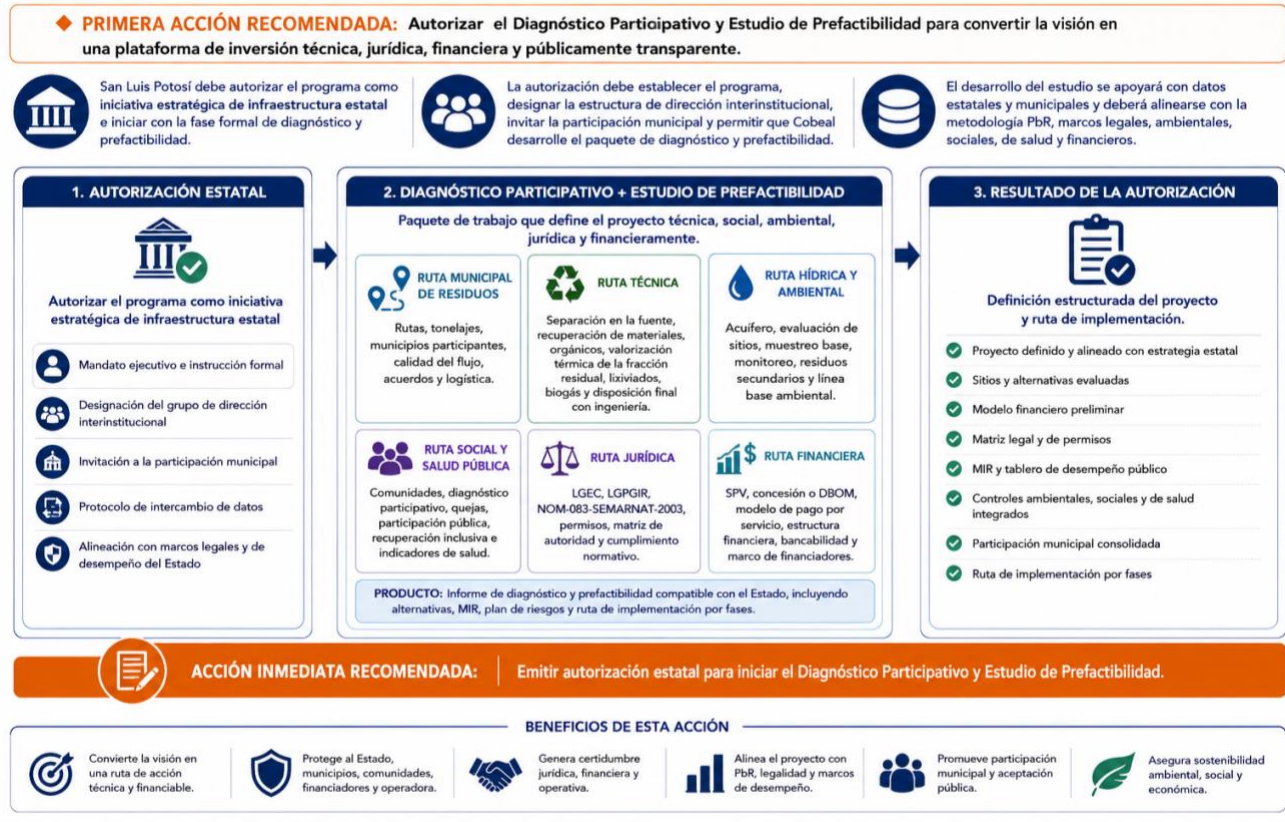 PRIMERA ACCIÓN RECOMENDADA: Autorizar el Diagnóstico Participativo y Estudio de Prefactibilidad para convertir la visión en
una plataforma de inversión técnica, jurídica, financiera y públicamente transparente.
San Luis Potosí debe autorizar el programa como
iniciativa estratégica de infraestructura estatal
e iniciar con la fase formal de diagnóstico y
prefactibilidad.
La autorización debe establecer el programa,
designar la estructura de dirección interinstitucional,
invitar la participación municipal y permitir que Cobeal
desarrolle el paquete de diagnóstico y prefactibilidad.
El desarrollo del estudio se apoyará con datos
estatales y municipales y deberá alinearse con la
metodología PbR, marcos legales, ambientales,
sociales, de salud y financieros.
1. AUTORIZACIÓN ESTATAL
Autorizar el programa como iniciativa
estratégica de infraestructura estatal
Mandato ejecutivo e instrucción formal
Designación del grupo de dirección
interinstitucional
Invitación a la participación municipal
Protocolo de intercambio de datos
Alineación con marcos legales y de
desempeño del Estado
2. DIAGNÓSTICO PARTICIPATIVO + ESTUDIO DE PREFACTIBILIDAD
Paquete de trabajo que define el proyecto técnica, social, ambiental,
jurídica y financieramente.
RUTA MUNICIPAL
DE RESIDUOS
Rutas, tonelajes,
municipios participantes,
calidad del flujo,
acuerdos y logística.
RUTA TÉCNICA
Separación en la fuente,
recuperación de materiales,
orgánicos, valorización
térmica de la fracción
residual, lixiviados,
biogás y disposición final
con ingeniería.
RUTA HÍDRICA Y
AMBIENTAL
Acuífero, evaluación de
sitios, muestreo base,
monitoreo, residuos
secundarios y línea
base ambiental.
RUTA SOCIAL Y
SALUD PÚBLICA
Comunidades, diagnóstico
participativo, quejas,
participación pública,
recuperación inclusiva e
indicadores de salud.
RUTA JURÍDICA
LGEC, LGPGIR,
NOM-083-SEMARNAT-2003,
permisos, matriz de
autoridad y cumplimiento
normativo.
$ RUTA FINANCIERA
SPV, concesión o DBOM,
modelo de pago por
servicio, estructura
financiera, bancabilidad y
marco de financiadores.
PRODUCTO: Informe de diagnóstico y prefactibilidad compatible con el Estado, incluyendo
alternativas, MIR, plan de riesgos y ruta de implementación por fases.
3. RESULTADO DE LA AUTORIZACIÓN
Definición estructurada del proyecto
y ruta de implementación.
Proyecto definido y alineado con estrategia estatal
Sitios y alternativas evaluadas
Modelo financiero preliminar
Matriz legal y de permisos
MIR y tablero de desempeño público
Controles ambientales, sociales y de salud
integrados
Participación municipal consolidada
Ruta de implementación por fases
ACCIÓN INMEDIATA RECOMENDADA: Emitir autorización estatal para iniciar el Diagnóstico Participativo y Estudio de Prefactibilidad.
BENEFICIOS DE ESTA ACCIÓN
Convierte la visión en
una ruta de acción
técnica y financiable.
Protege al Estado,
municipios, comunidades,
financiadores y operadora.
Genera certidumbre
jurídica, financiera y
operativa.
Alinea el proyecto con
PbR, legalidad y marcos
de desempeño.
Promueve participación
municipal y aceptación
pública.
Asegura sostenibilidad
ambiental, social y
económica.